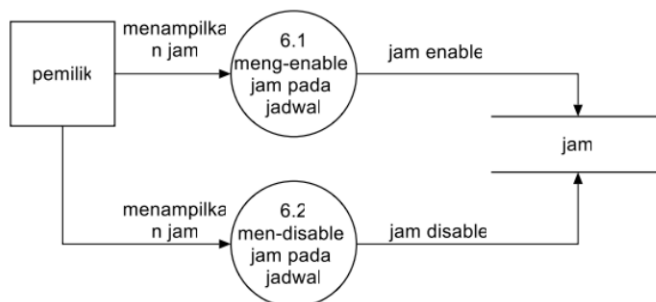 pemilik
menampilka
n jam
6.1
meng-enable
jam pada
jadwal
jam enable
jam
menampilka
n jam
6.2
men-disable
jam pada
jadwal
jam disable